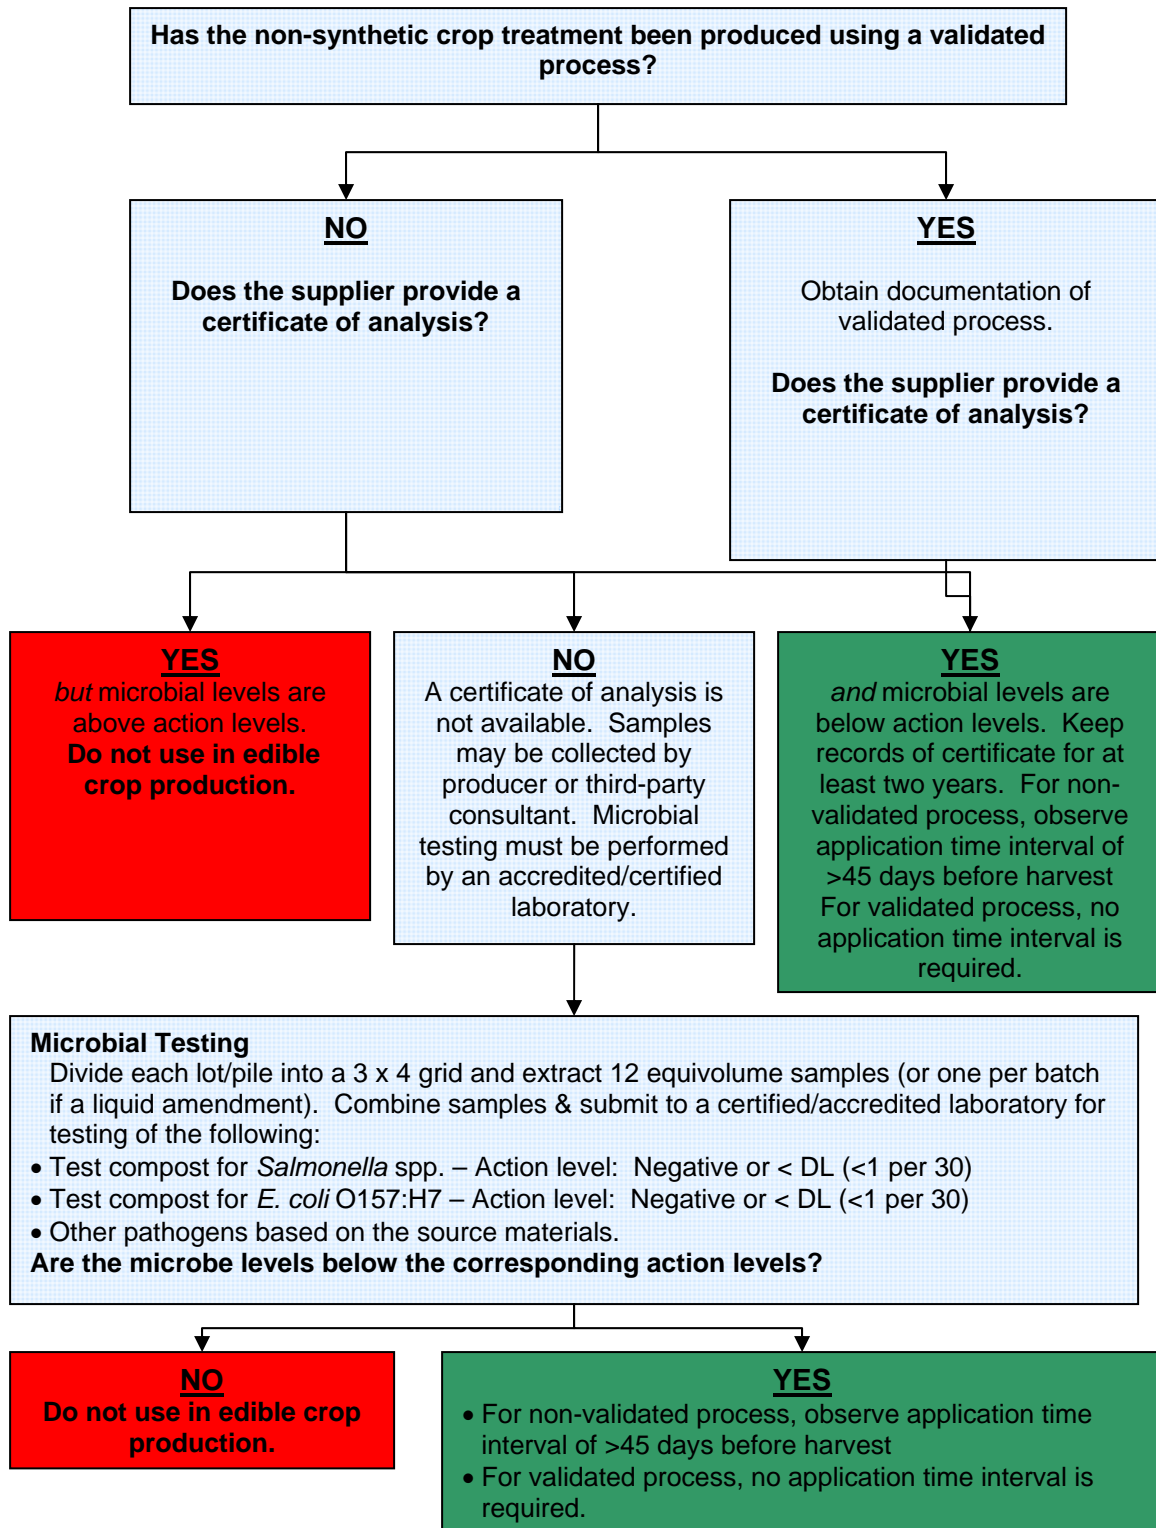 Has the non-synthetic crop treatment been produced using a validated
process?
NO
Does the supplier provide a
certificate of analysis?
YES
Obtain documentation of
validated process.
Does the supplier provide a
certificate of analysis?
YES
but microbial levels are
above action levels.
Do not use in edible
crop production.
NO
A certificate of analysis is
not available.  Samples
may be collected by
producer or third-party
consultant.  Microbial
testing must be performed
by an accredited/certified
laboratory.
YES
and microbial levels are
below action levels.  Keep
records of certificate for at
least two years.  For non-
validated process, observe
application time interval of
>45 days before harvest
For validated process, no
application time interval is
required.
Microbial Testing
Divide each lot/pile into a 3 x 4 grid and extract 12 equivolume samples (or one per batch
if a liquid amendment).  Combine samples & submit to a certified/accredited laboratory for
testing of the following:
• Test compost for Salmonella spp. – Action level:  Negative or < DL (<1 per 30)
• Test compost for E. coli O157:H7 – Action level:  Negative or < DL (<1 per 30)
• Other pathogens based on the source materials.
Are the microbe levels below the corresponding action levels?
NO
Do not use in edible crop
production.
YES
• For non-validated process, observe application time
interval of >45 days before harvest
• For validated process, no application time interval is
required.